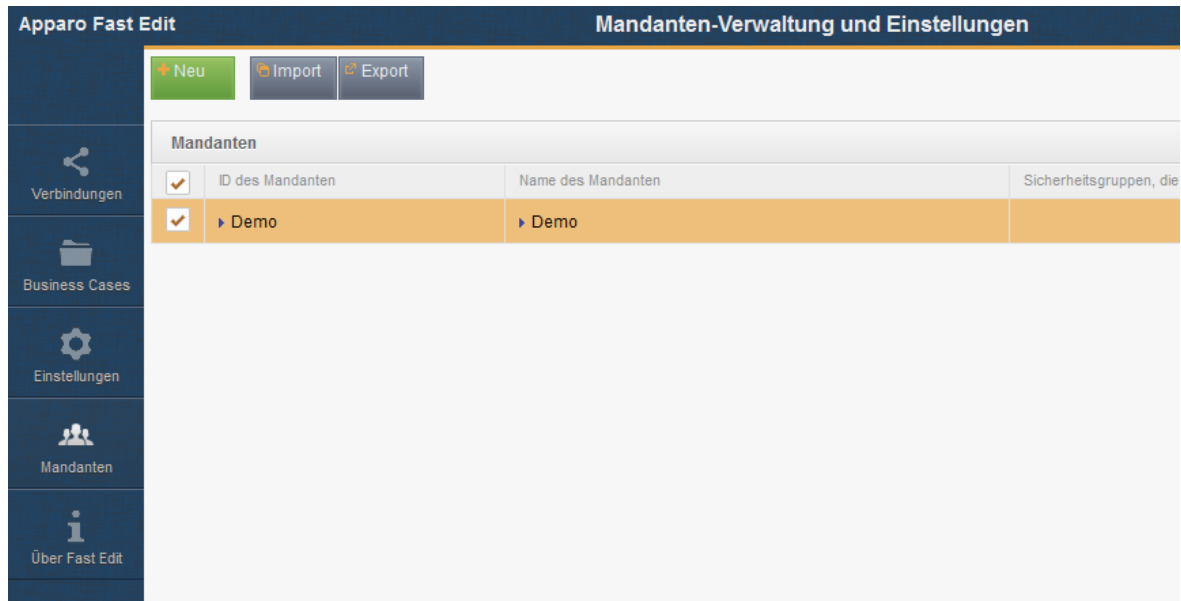 Apparo Fast Edit
Mandanten-Verwaltung und Einstellungen
Neu
Import
Export
Mandanten
ID des Mandanten
Name des Mandanten
Sicherheitsgruppen, die
Demo
Demo
Verbindungen
Business Cases
Einstellungen
Mandanten
Über Fast Edit